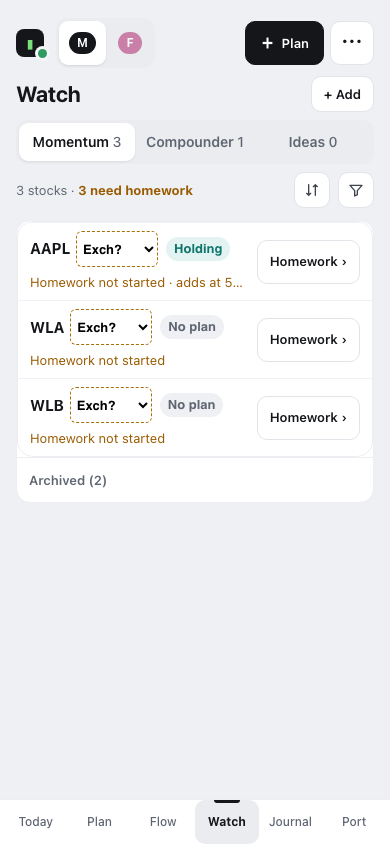 M F + Plan ···
Watch + Add
Momentum 3 Compounder 1 Ideas 0
3 stocks · 3 need homework
AAPL Exch? Holding
Homework not started · adds at 5... Homework ›
WLA Exch? No plan
Homework not started Homework ›
WLB Exch? No plan
Homework not started Homework ›
Archived (2)
Today Plan Flow Watch Journal Port